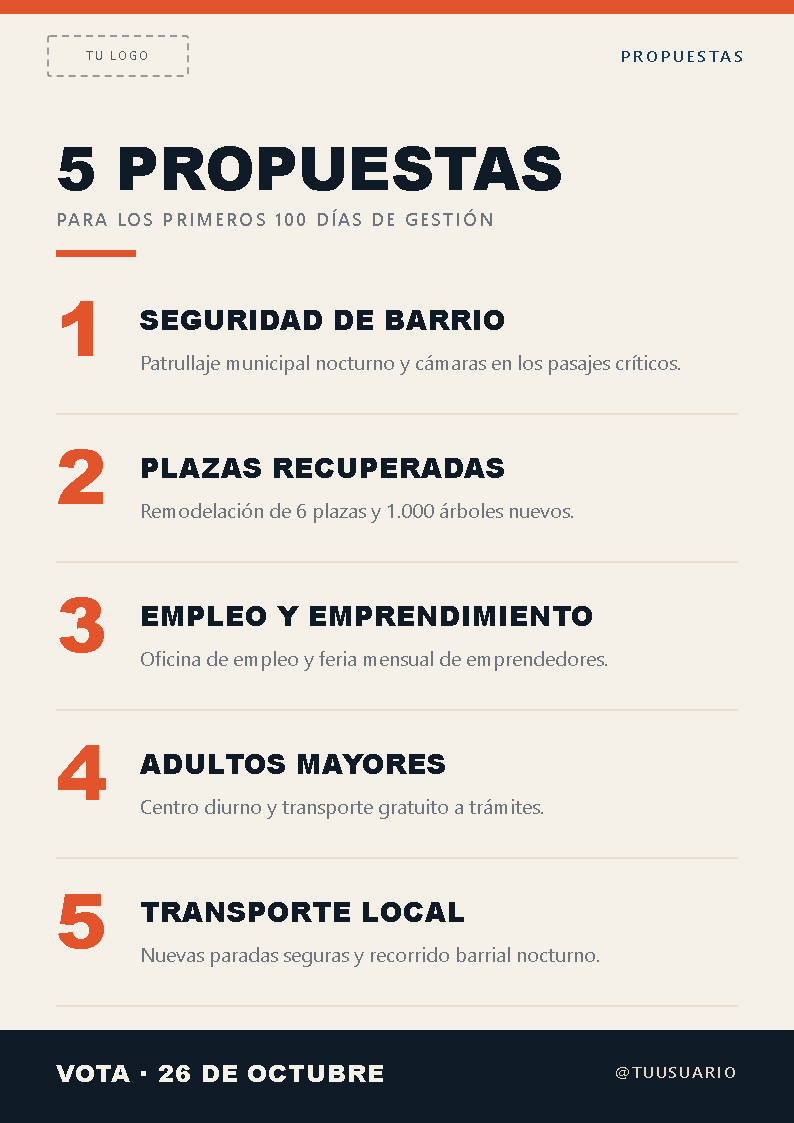 TU LOGO
PROPUESTAS
5 PROPUESTAS
PARA LOS PRIMEROS 100 DÍAS DE GESTIÓN
1
SEGURIDAD DE BARRIO
Patrullaje municipal nocturno y cámaras en los pasajes críticos.
2
PLAZAS RECUPERADAS
Remodelación de 6 plazas y 1.000 árboles nuevos.
3
EMPLEO Y EMPRENDIMIENTO
Oficina de empleo y feria mensual de emprendedores.
4
ADULTOS MAYORES
Centro diurno y transporte gratuito a trámites.
5
TRANSPORTE LOCAL
Nuevas paradas seguras y recorrido barrial nocturno.
VOTA · 26 DE OCTUBRE
@TUUSUARIO